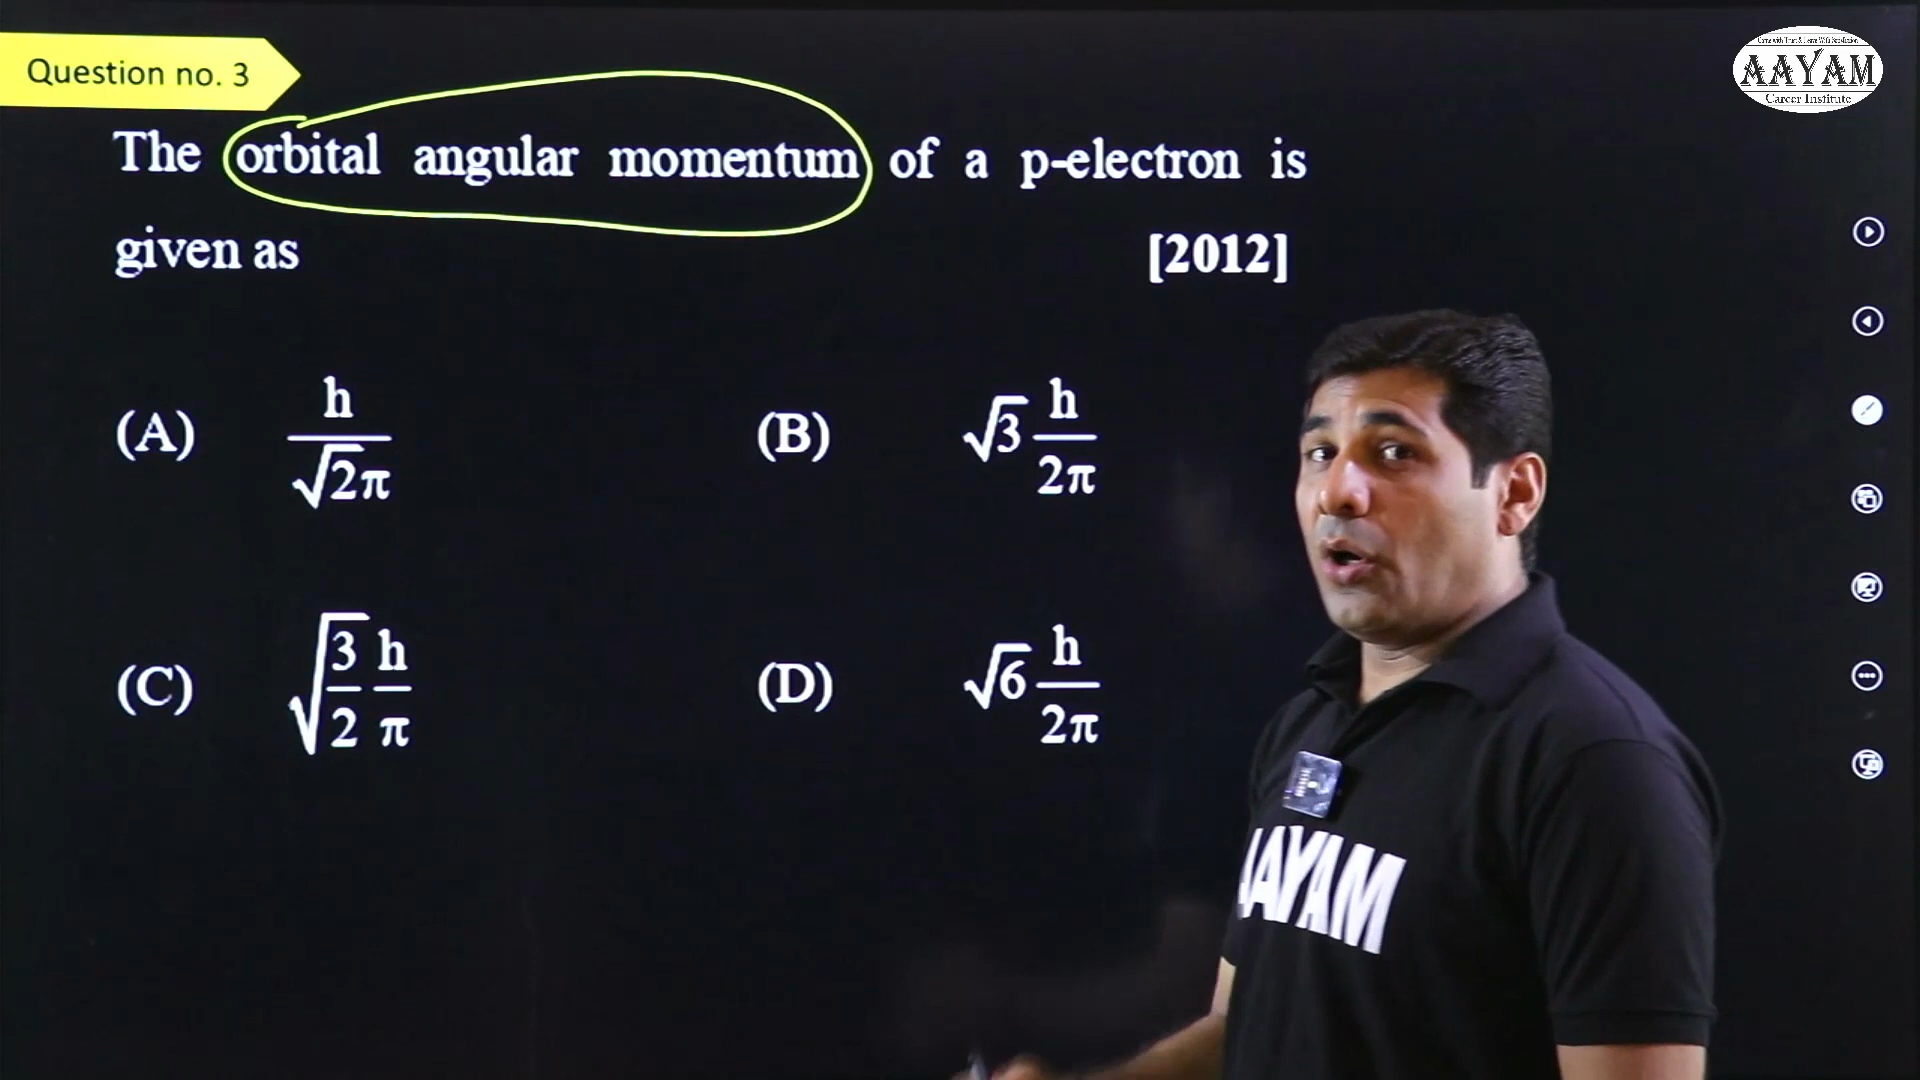 Question no. 3
AAYAM
Career Institute
The orbital angular momentum of a p-electron is
given as [2012]
(A) h/√2π (B) √3 h/2π
(C) √(3/2) h/π (D) √6 h/2π
AAYAM